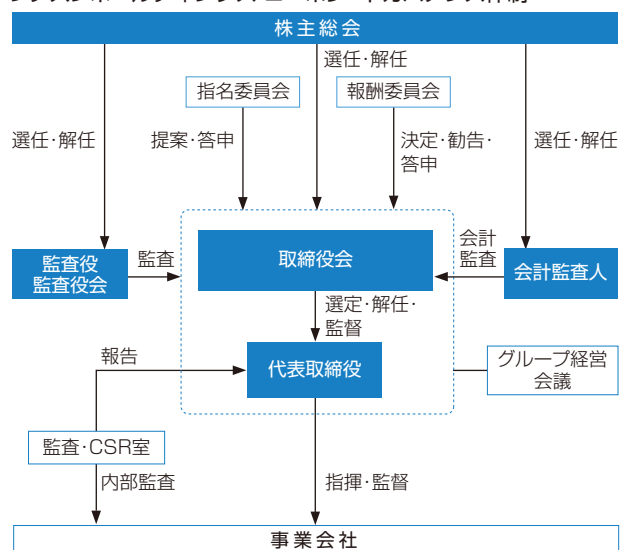 株主総会
選任・解任
指名委員会
報酬委員会
選任・解任
提案・答申
決定・勧告・
答申
選任・解任
監査役
監査役会
監査
取締役会
会計
監査
会計監査人
選定・解任・
監督
報告
代表取締役
グループ経営
会議
監査・CSR室
内部監査
指揮・監督
事業会社